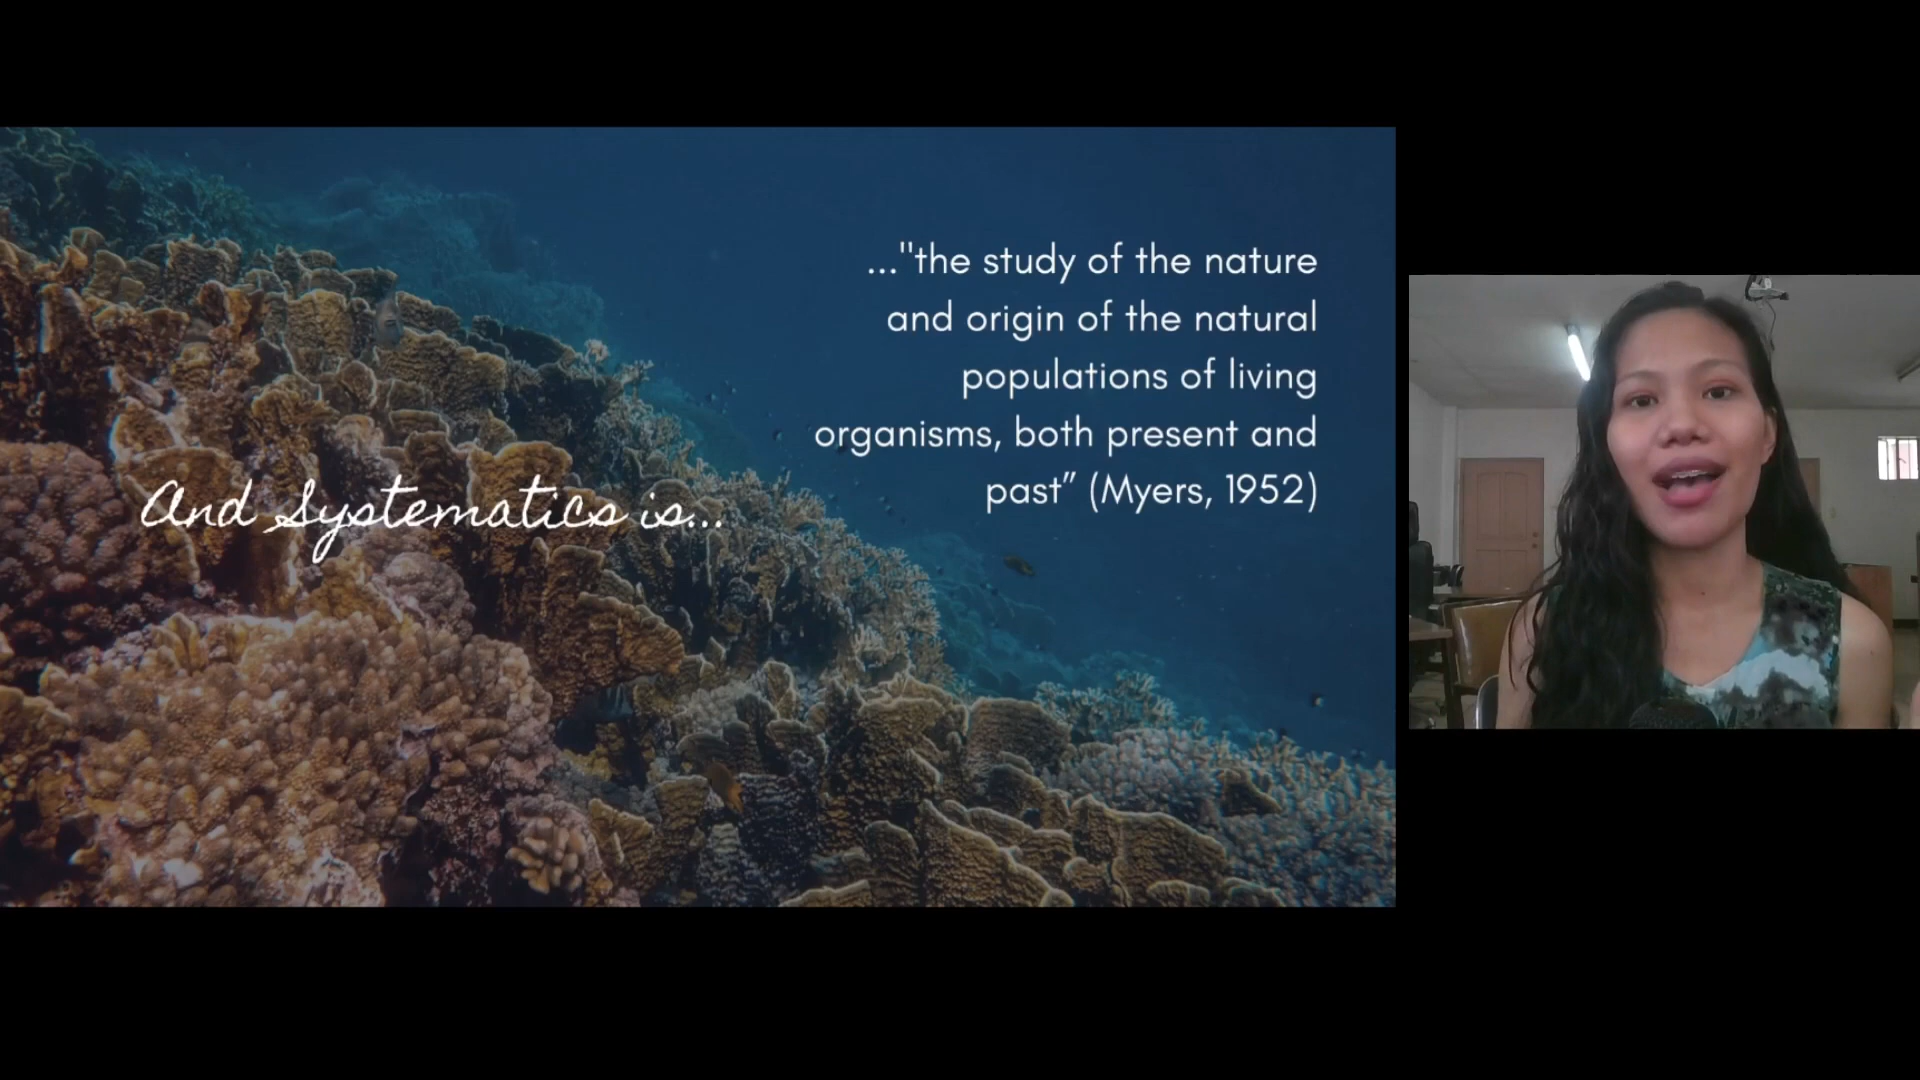 And Systematics is...
..."the study of the nature
and origin of the natural
populations of living
organisms, both present and
past” (Myers, 1952)